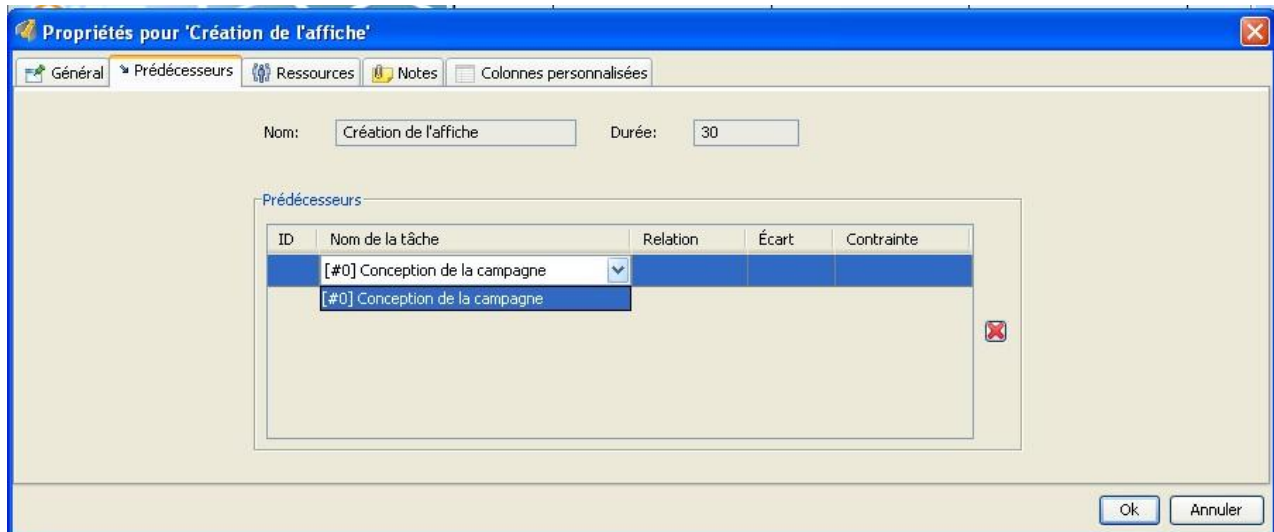 Propriétés pour 'Création de l'affiche'
Général Prédécesseurs Ressources Notes Colonnes personnalisées
Nom: Création de l'affiche Durée: 30
Prédécesseurs
ID Nom de la tâche Relation Écart Contrainte
[#0] Conception de la campagne
[#0] Conception de la campagne
Ok Annuler